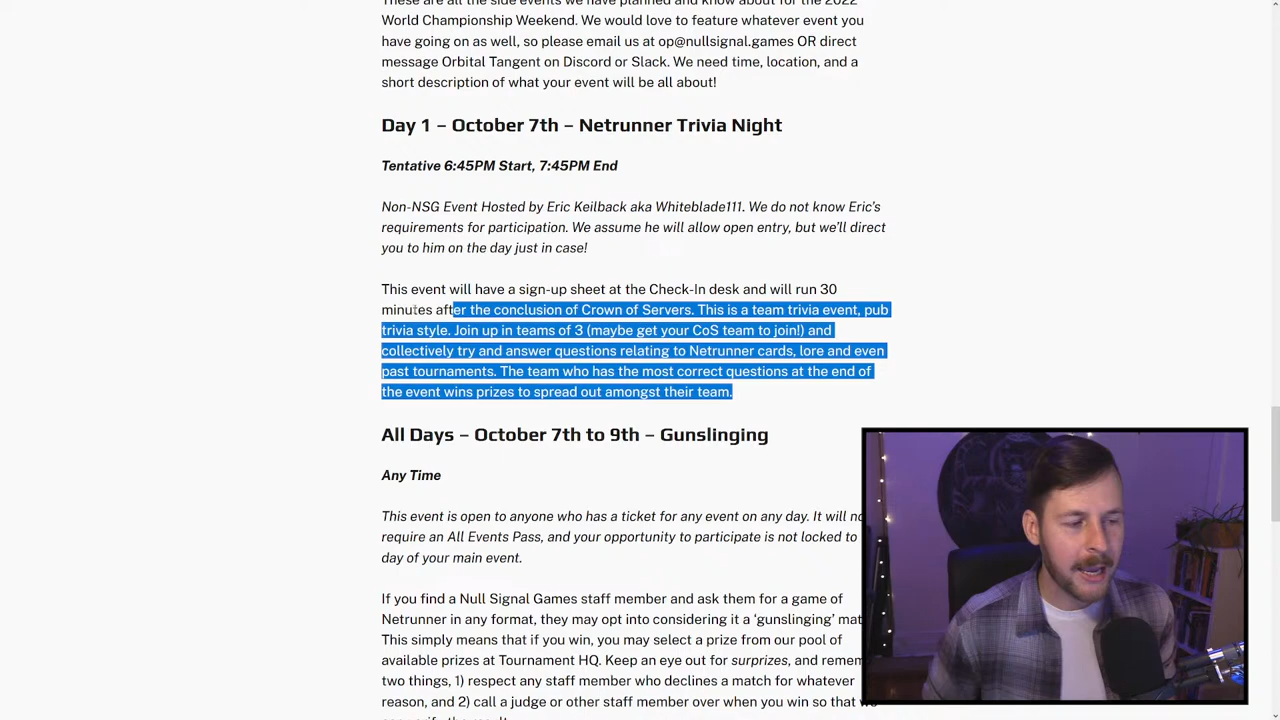 These are all the side events we have planned and know about for the 2022
World Championship Weekend. We would love to feature whatever event you
have going on as well, so please email us at op@nullsignal.games OR direct
message Orbital Tangent on Discord or Slack. We need time, location, and a
short description of what your event will be all about!
Day 1 – October 7th – Netrunner Trivia Night
Tentative 6:45PM Start, 7:45PM End
Non-NSG Event Hosted by Eric Keilback aka Whiteblade111. We do not know Eric's
requirements for participation. We assume he will allow open entry, but we'll direct
you to him on the day just in case!
This event will have a sign-up sheet at the Check-In desk and will run 30
minutes after the conclusion of Crown of Servers. This is a team trivia event, pub
trivia style. Join up in teams of 3 (maybe get your CoS team to join!) and
collectively try and answer questions relating to Netrunner cards, lore and even
past tournaments. The team who has the most correct questions at the end of
the event wins prizes to spread out amongst their team.
All Days – October 7th to 9th – Gunslinging
Any Time
This event is open to anyone who has a ticket for any event on any day. It will no
require an All Events Pass, and your opportunity to participate is not locked to
day of your main event.
If you find a Null Signal Games staff member and ask them for a game of
Netrunner in any format, they may opt into considering it a 'gunslinging' mat
This simply means that if you win, you may select a prize from our pool of
available prizes at Tournament HQ. Keep an eye out for surprises, and remem
two things, 1) respect any staff member who declines a match for whatever
reason, and 2) call a judge or other staff member over when you win so that w